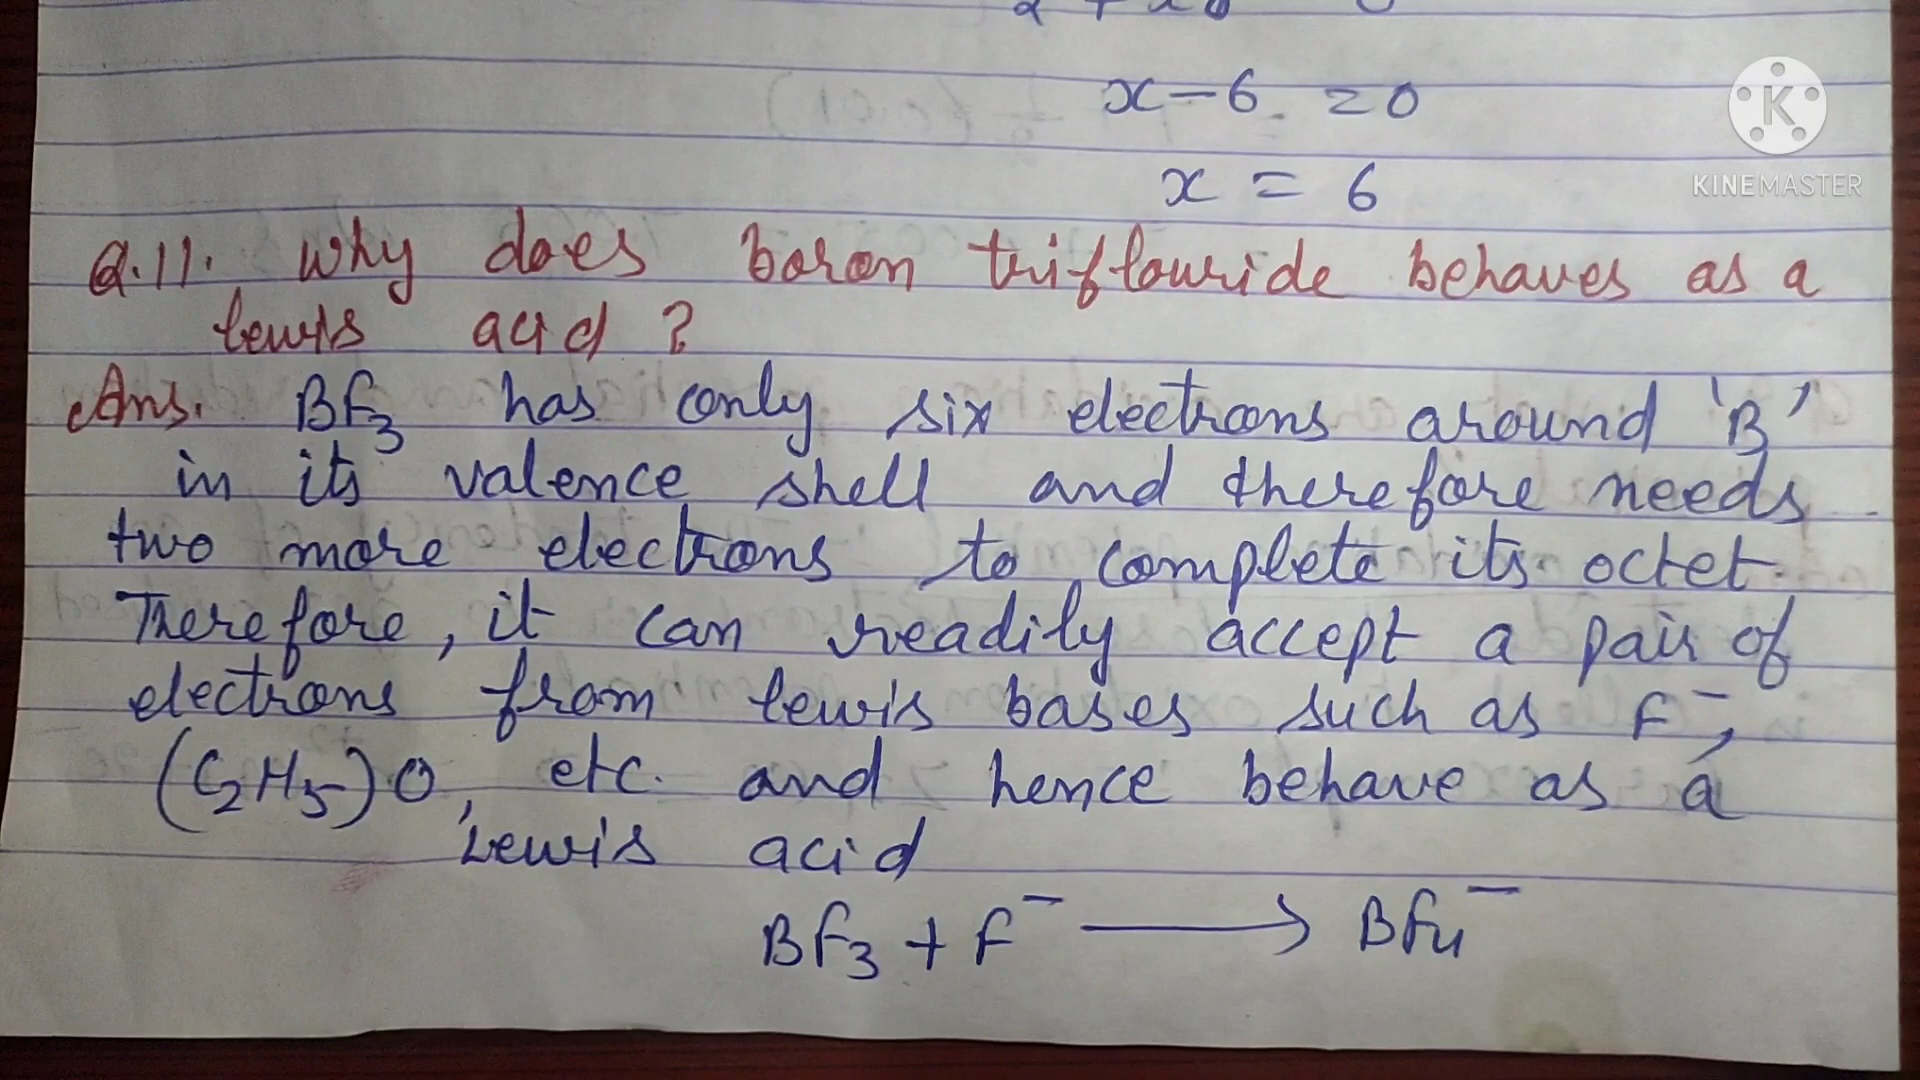 x - 6 = 0
x = 6
KINEMASTER
Q.11. Why does boron triflouride behaves as a
lewis acid ?
Ans. BF3 has only six electrons around 'B'
in its valence shell and therefore needs
two more electrons to complete its octet.
Therefore, it can readily accept a pair of
electrons from lewis bases such as F⁻,
(C2H5)O, etc. and hence behave as a
Lewis acid
BF3 + F⁻ ⟶ BF4⁻